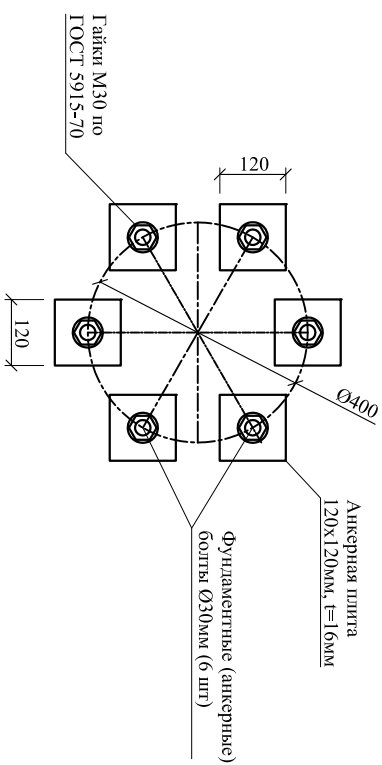 Гайки М30 по
ГОСТ 5915-70
120
120
Ø400
Анкерная плита
120х120мм, t=16мм
Фундаментные (анкерные)
болты Ø30мм (6 шт)